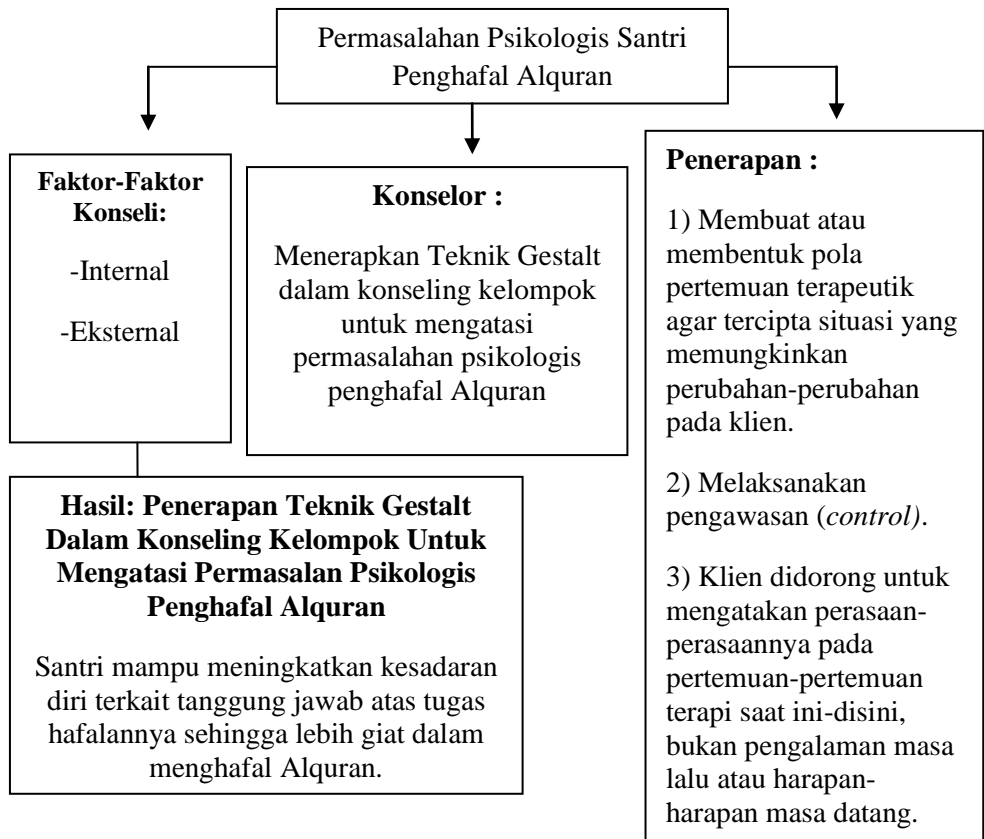 Permasalahan Psikologis Santri
Penghafal Alquran
Faktor-Faktor
Konseli:
-Internal
-Eksternal
Konselor :
Menerapkan Teknik Gestalt
dalam konseling kelompok
untuk mengatasi
permasalahan psikologis
penghafal Alquran
Penerapan :
1) Membuat atau
membentuk pola
pertemuan terapeutik
agar tercipta situasi yang
memungkinkan
perubahan-perubahan
pada klien.
2) Melaksanakan
pengawasan (control).
3) Klien didorong untuk
mengatakan perasaan-
perasaannya pada
pertemuan-pertemuan
terapi saat ini-disini,
bukan pengalaman masa
lalu atau harapan-
harapan masa datang.
Hasil: Penerapan Teknik Gestalt
Dalam Konseling Kelompok Untuk
Mengatasi Permasalan Psikologis
Penghafal Alquran
Santri mampu meningkatkan kesadaran
diri terkait tanggung jawab atas tugas
hafalannya sehingga lebih giat dalam
menghafal Alquran.